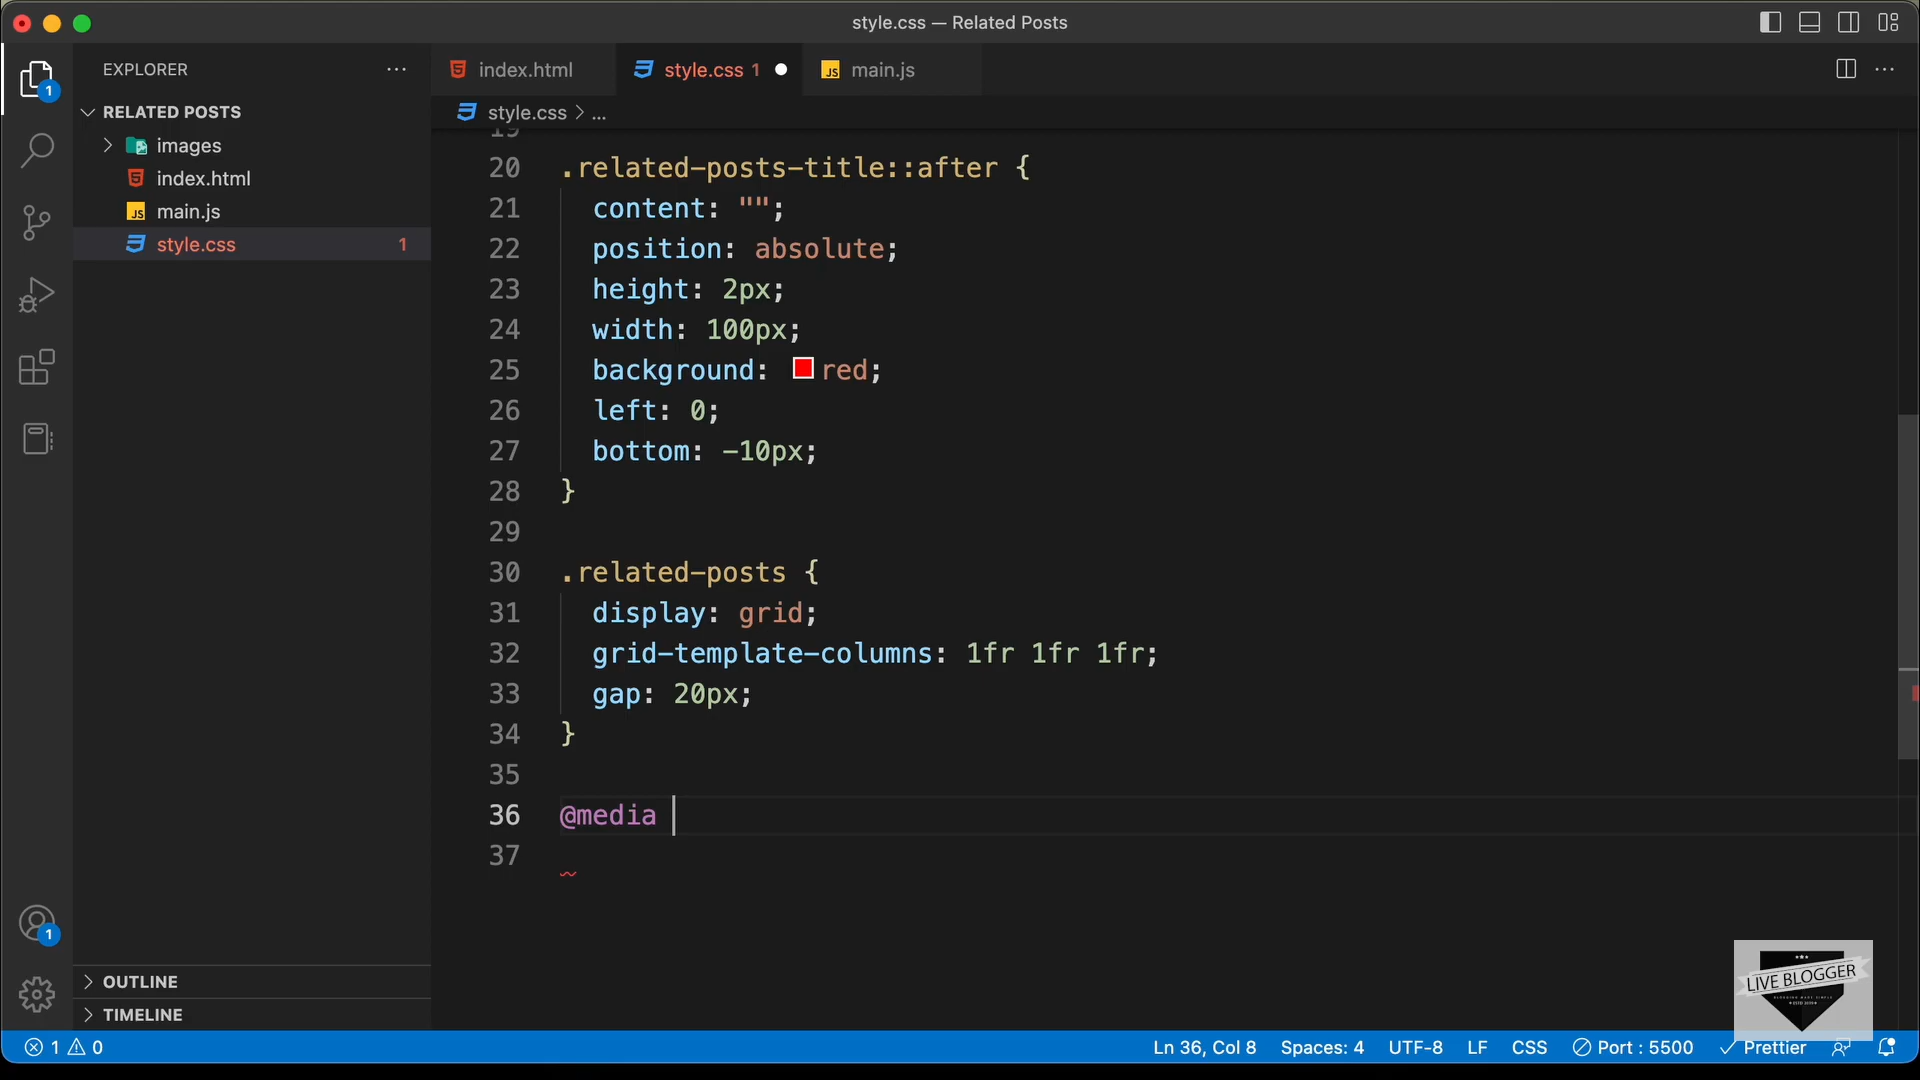 style.css — Related Posts
EXPLORER
RELATED POSTS
images
index.html
main.js
style.css 1
1
1
index.html
style.css 1
main.js
style.css > ...
19
20 .related-posts-title::after {
21 content: "";
22 position: absolute;
23 height: 2px;
24 width: 100px;
25 background: red;
26 left: 0;
27 bottom: -10px;
28 }
29
30 .related-posts {
31 display: grid;
32 grid-template-columns: 1fr 1fr 1fr;
33 gap: 20px;
34 }
35
36 @media
37
OUTLINE
TIMELINE
LIVE BLOGGER
1 0
Ln 36, Col 8 Spaces: 4 UTF-8 LF CSS Port : 5500 Prettier